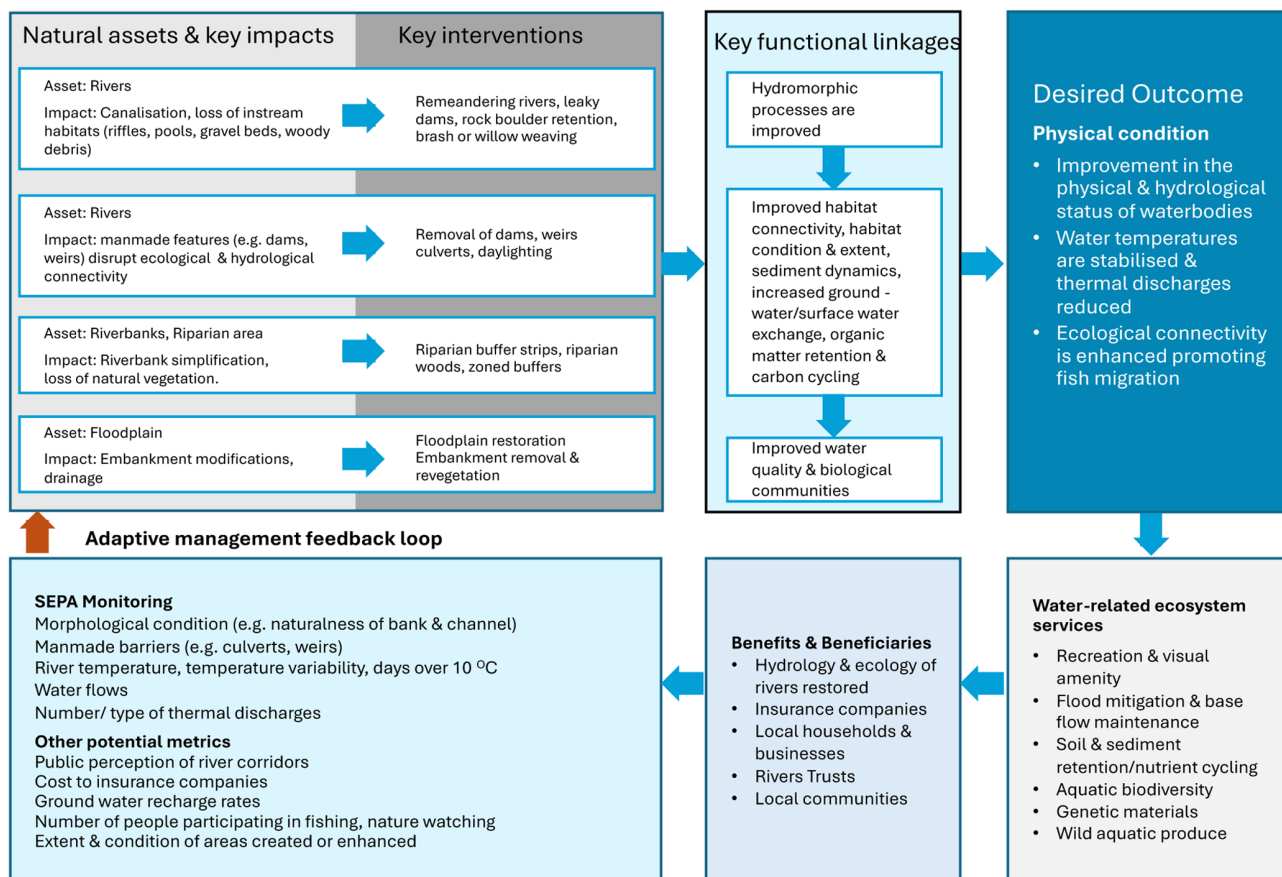 Natural assets & key impacts
Key interventions
Asset: Rivers
Impact: Canalisation, loss of instream
habitats (riffles, pools, gravel beds, woody
debris)
Remeandering rivers, leaky
dams, rock boulder retention,
brash or willow weaving
Asset: Rivers
Impact: manmade features (e.g. dams,
weirs) disrupt ecological & hydrological
connectivity
Removal of dams, weirs
culverts, daylighting
Asset: Riverbanks, Riparian area
Impact: Riverbank simplification,
loss of natural vegetation.
Riparian buffer strips, riparian
woods, zoned buffers
Asset: Floodplain
Impact: Embankment modifications,
drainage
Floodplain restoration
Embankment removal &
revegetation
Key functional linkages
Hydromorphic
processes are
improved
Improved habitat
connectivity, habitat
condition & extent,
sediment dynamics,
increased ground -
water/surface water
exchange, organic
matter retention &
carbon cycling
Improved water
quality & biological
communities
Desired Outcome
Physical condition
• Improvement in the
physical & hydrological
status of waterbodies
• Water temperatures
are stabilised &
thermal discharges
reduced
• Ecological connectivity
is enhanced promoting
fish migration
Water-related ecosystem
services
• Recreation & visual
amenity
• Flood mitigation & base
flow maintenance
• Soil & sediment
retention/nutrient cycling
• Aquatic biodiversity
• Genetic materials
• Wild aquatic produce
Benefits & Beneficiaries
• Hydrology & ecology of
rivers restored
• Insurance companies
• Local households &
businesses
• Rivers Trusts
• Local communities
Adaptive management feedback loop
SEPA Monitoring
Morphological condition (e.g. naturalness of bank & channel)
Manmade barriers (e.g. culverts, weirs)
River temperature, temperature variability, days over 10 ᴼC
Water flows
Number/ type of thermal discharges
Other potential metrics
Public perception of river corridors
Cost to insurance companies
Ground water recharge rates
Number of people participating in fishing, nature watching
Extent & condition of areas created or enhanced